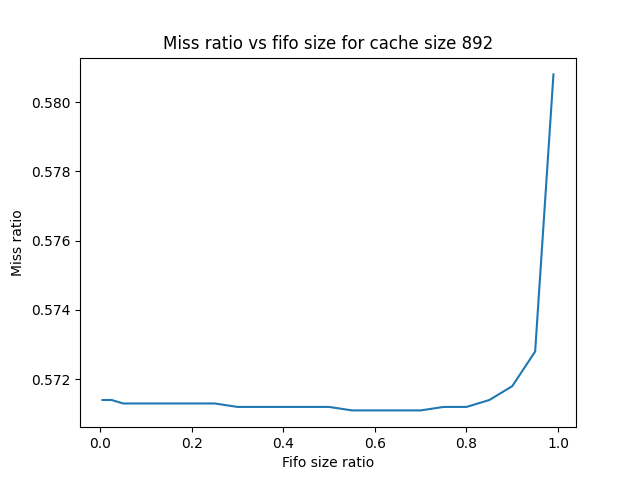 Miss ratio vs fifo size for cache size 892
0.580
0.578
0.576
0.574
0.572
Miss ratio
0.0 0.2 0.4 0.6 0.8 1.0
Fifo size ratio